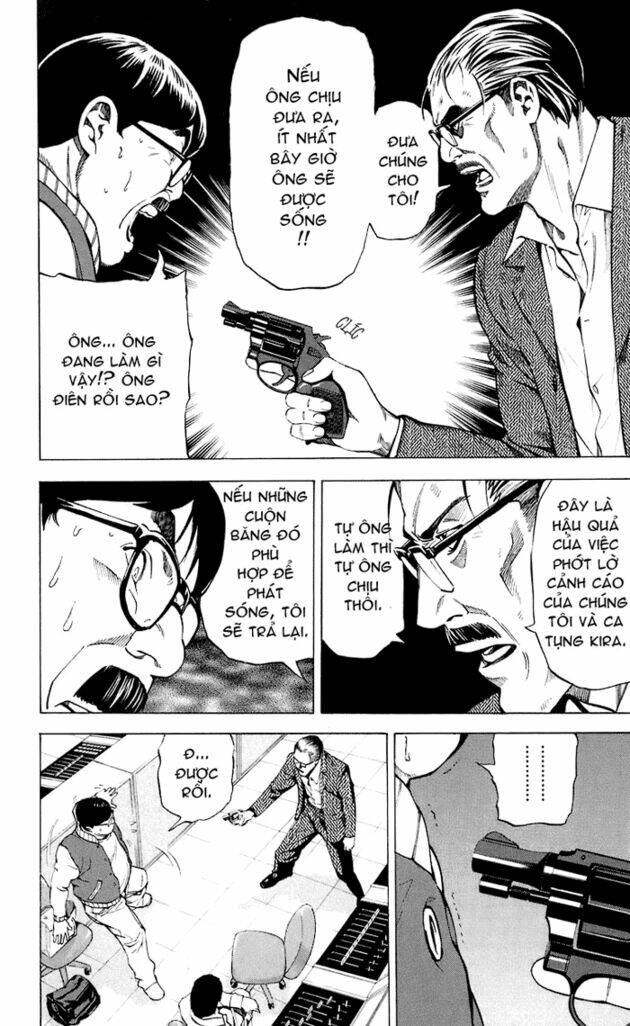 ĐƯA
CHÚNG
CHO
TÔI!
NẾU
ÔNG CHỊU
ĐƯA RA,
ÍT NHẤT
BÂY GIỜ
ÔNG SẼ
ĐƯỢC
SỐNG
!!
CLIC
ÔNG... ÔNG
ĐANG LÀM GÌ
VẬY!? ÔNG
ĐIÊN RỒI SAO?
ĐÂY LÀ
HẬU QUẢ
CỦA VIỆC
PHỚT LỜ
CẢNH CÁO
CỦA CHÚNG
TÔI VÀ CA
TỤNG KIRA.
TỰ ÔNG
LÀM THÌ
TỰ ÔNG
CHỊU
THÔI.
NẾU NHỮNG
CUỘN
BĂNG ĐÓ
PHÙ
HỢP ĐỂ
PHÁT
SÓNG, TÔI
SẼ TRẢ LẠI.
......
......
Đ...
ĐƯỢC
RỒI.